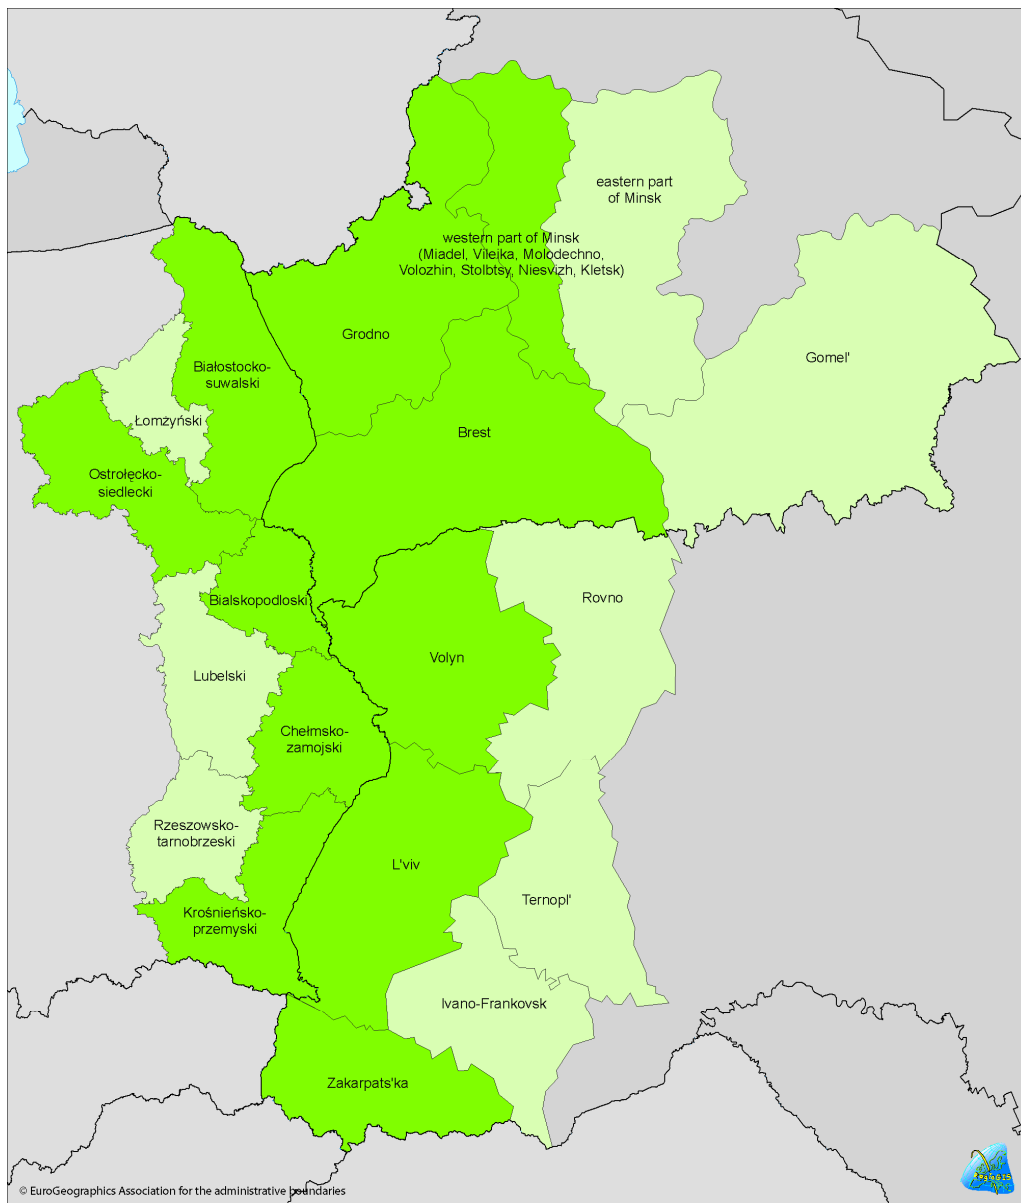 eastern part
of Minsk
western part of Minsk
(Miadel, Vileika, Molodechno,
Volozhin, Stolbtsy, Niesvizh, Kletsk)
Grodno
Gomel'
Białostocko-
suwalski
Łomżyński
Brest
Ostrołęcko-
siedlecki
Bialskopodloski
Rovno
Volyn
Lubelski
Chełmsko-
zamojski
Rzeszowsko-
tarnobrzeski
L'viv
Ternopl'
Krośnieńsko-
przemyski
Ivano-Frankovsk
Zakarpats'ka
© EuroGeographics Association for the administrative boundaries
RegioGIS